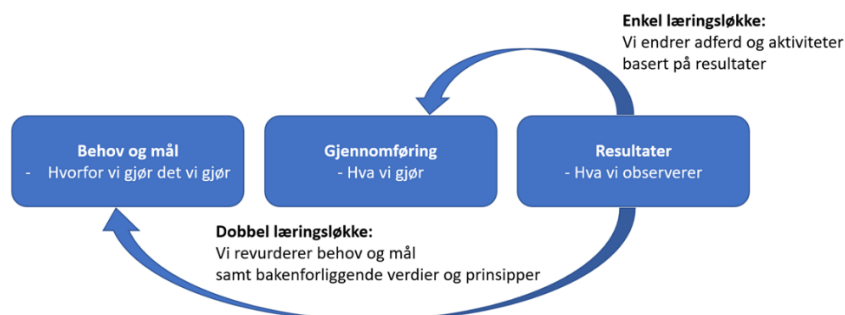 Enkel læringsløkke:
Vi endrer adferd og aktiviteter
basert på resultater
Behov og mål
- Hvorfor vi gjør det vi gjør
Gjennomføring
- Hva vi gjør
Resultater
- Hva vi observerer
Dobbel læringsløkke:
Vi revurderer behov og mål
samt bakenforliggende verdier og prinsipper